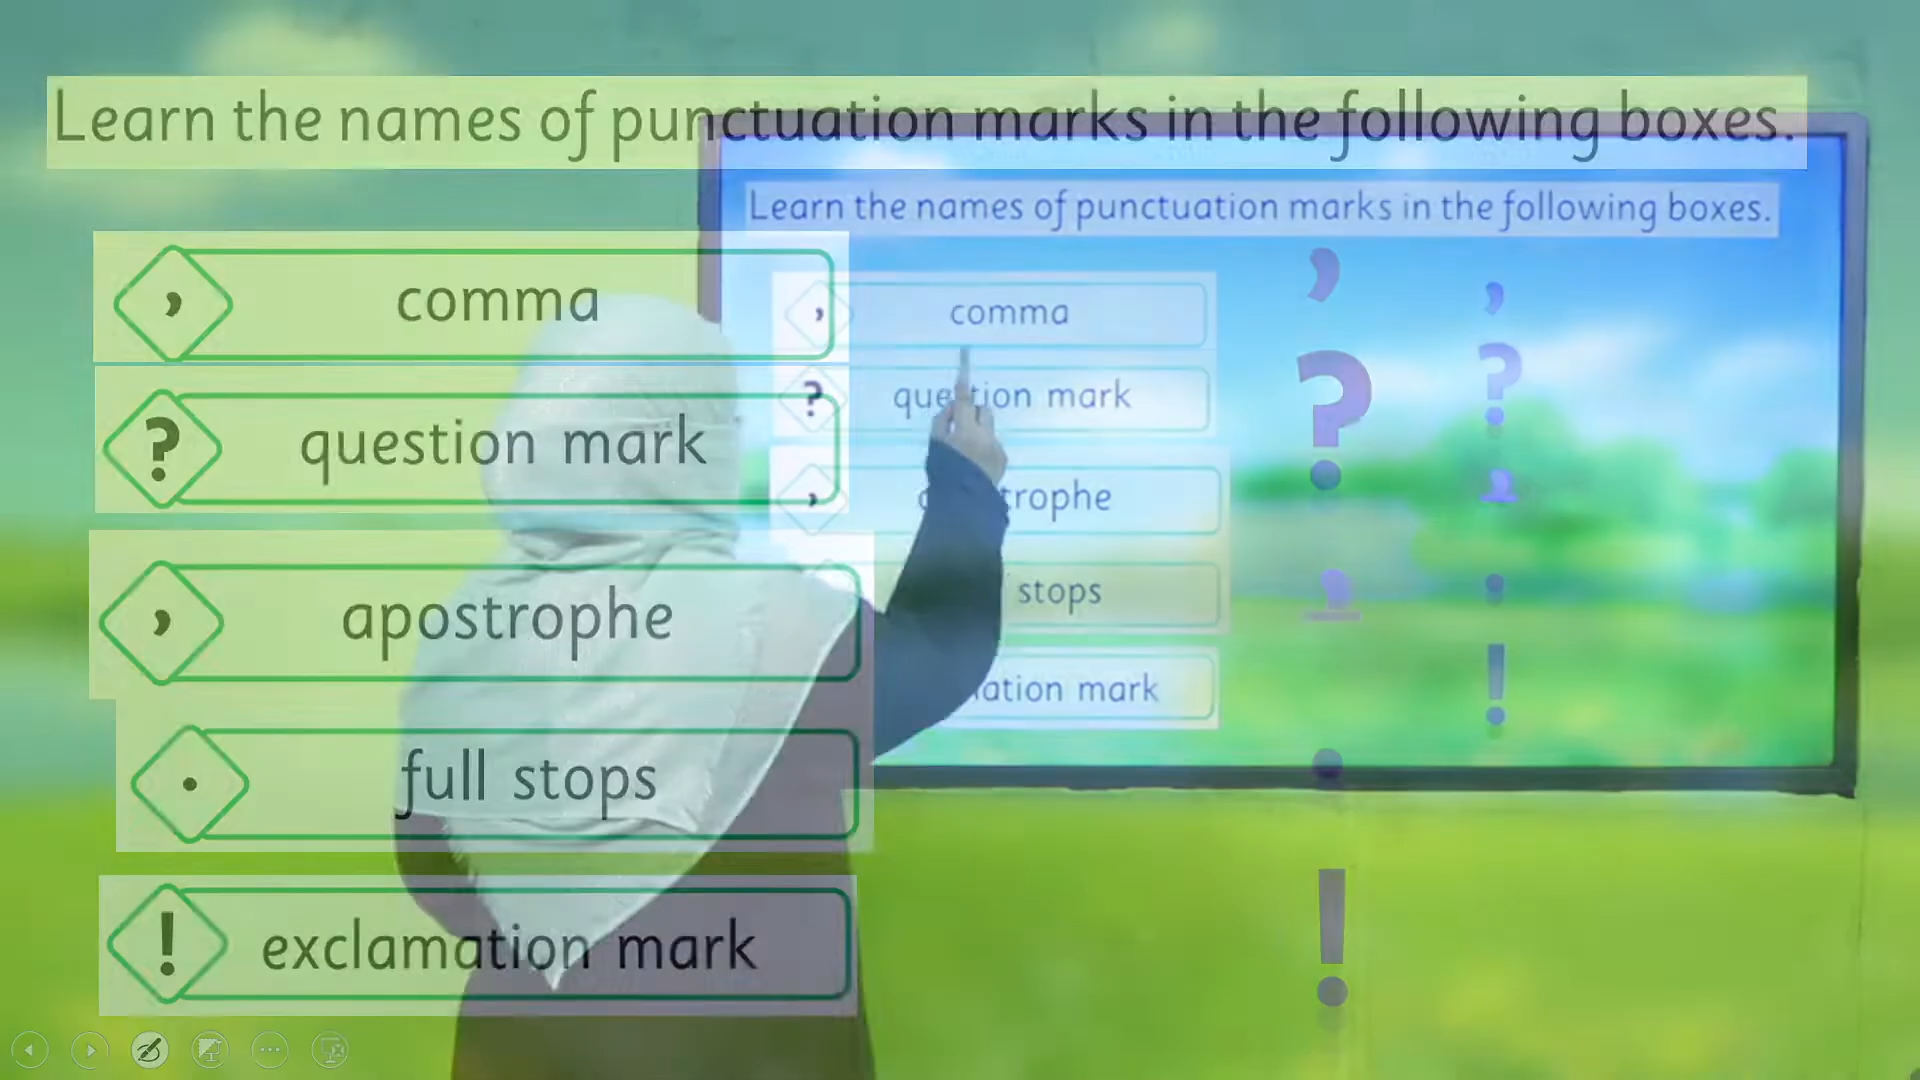 Learn the names of punctuation marks in the following boxes.
, comma
? question mark
, apostrophe
. full stops
! exclamation mark
Learn the names of punctuation marks in the following boxes.
, comma
? question mark
,
stops
mark
, ,
? ?
.
! !